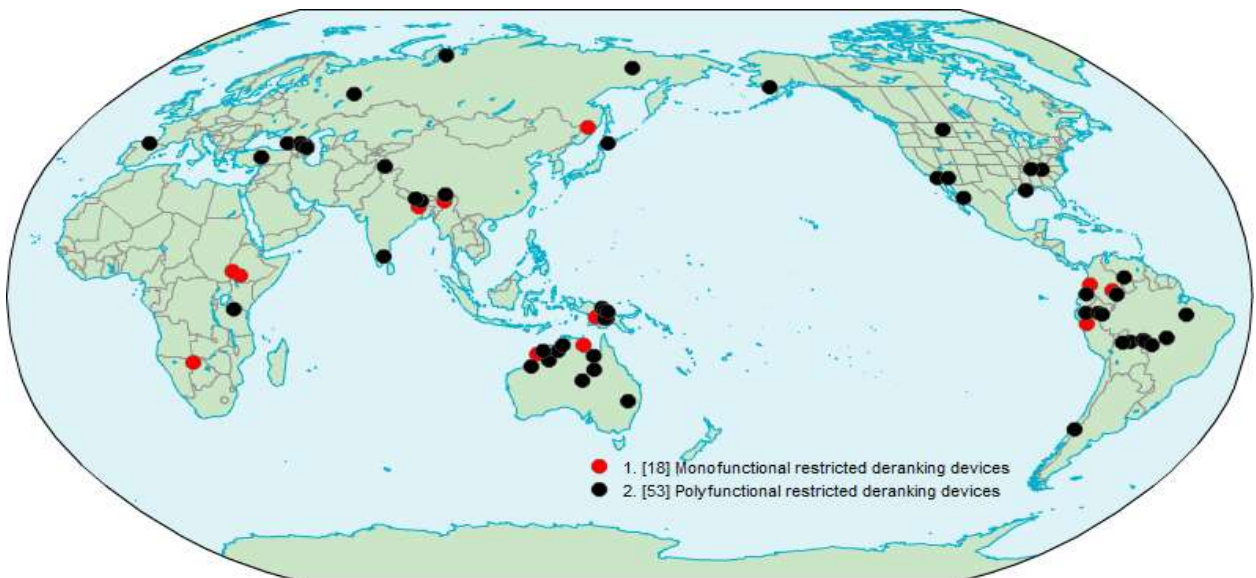 1. [18] Monofunctional restricted deranking devices
2. [53] Polyfunctional restricted deranking devices